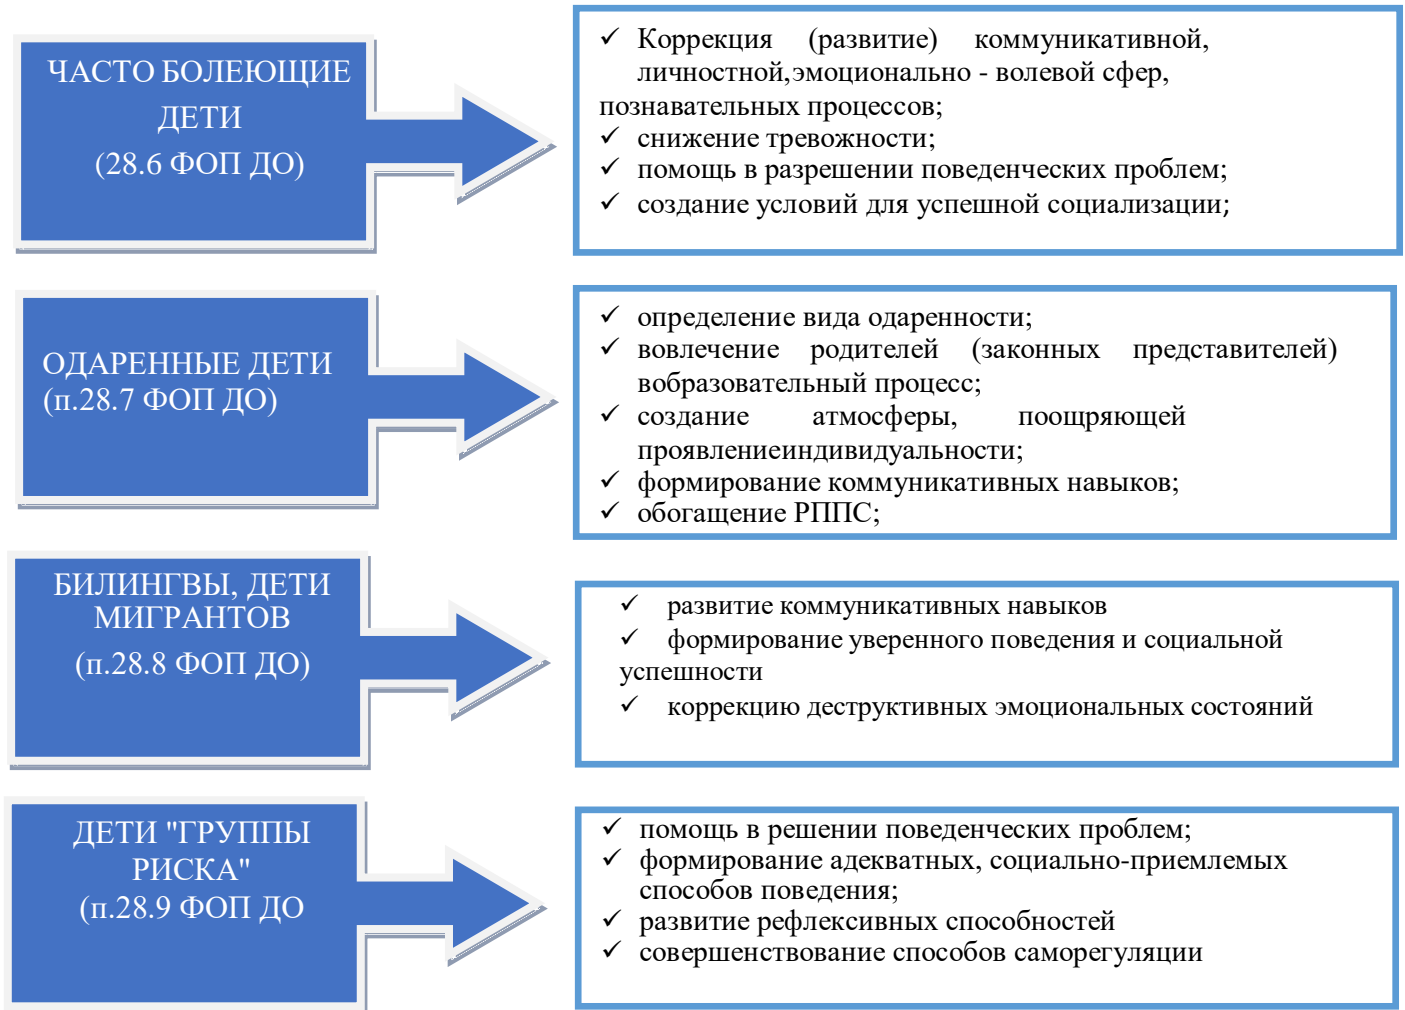 ЧАСТО БОЛЕЮЩИЕ
ДЕТИ
(28.6 ФОП ДО)
✓ Коррекция (развитие) коммуникативной,
личностной,эмоционально - волевой сфер,
познавательных процессов;
✓ снижение тревожности;
✓ помощь в разрешении поведенческих проблем;
✓ создание условий для успешной социализации;
ОДАРЕННЫЕ ДЕТИ
(п.28.7 ФОП ДО)
✓ определение вида одаренности;
✓ вовлечение родителей (законных представителей)
вобразовательный процесс;
✓ создание атмосферы, поощряющей
проявлениеиндивидуальности;
✓ формирование коммуникативных навыков;
✓ обогащение РППС;
БИЛИНГВЫ, ДЕТИ
МИГРАНТОВ
(п.28.8 ФОП ДО)
✓ развитие коммуникативных навыков
✓ формирование уверенного поведения и социальной
успешности
✓ коррекцию деструктивных эмоциональных состояний
ДЕТИ "ГРУППЫ
РИСКА"
(п.28.9 ФОП ДО
✓ помощь в решении поведенческих проблем;
✓ формирование адекватных, социально-приемлемых
способов поведения;
✓ развитие рефлексивных способностей
✓ совершенствование способов саморегуляции